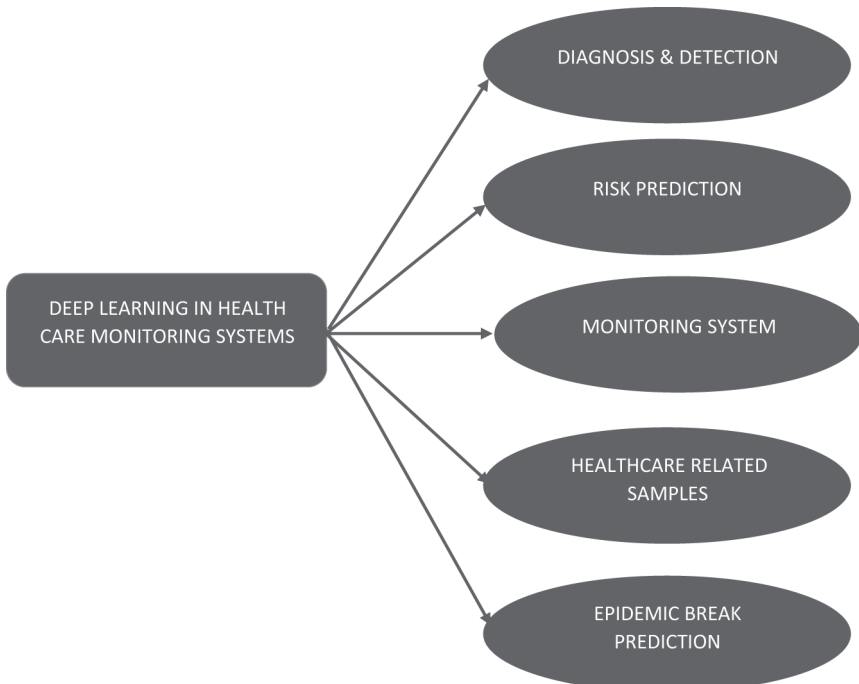 DIAGNOSIS & DETECTION
RISK PREDICTION
DEEP LEARNING IN HEALTH
CARE MONITORING SYSTEMS
MONITORING SYSTEM
HEALTHCARE RELATED
SAMPLES
EPIDEMIC BREAK
PREDICTION